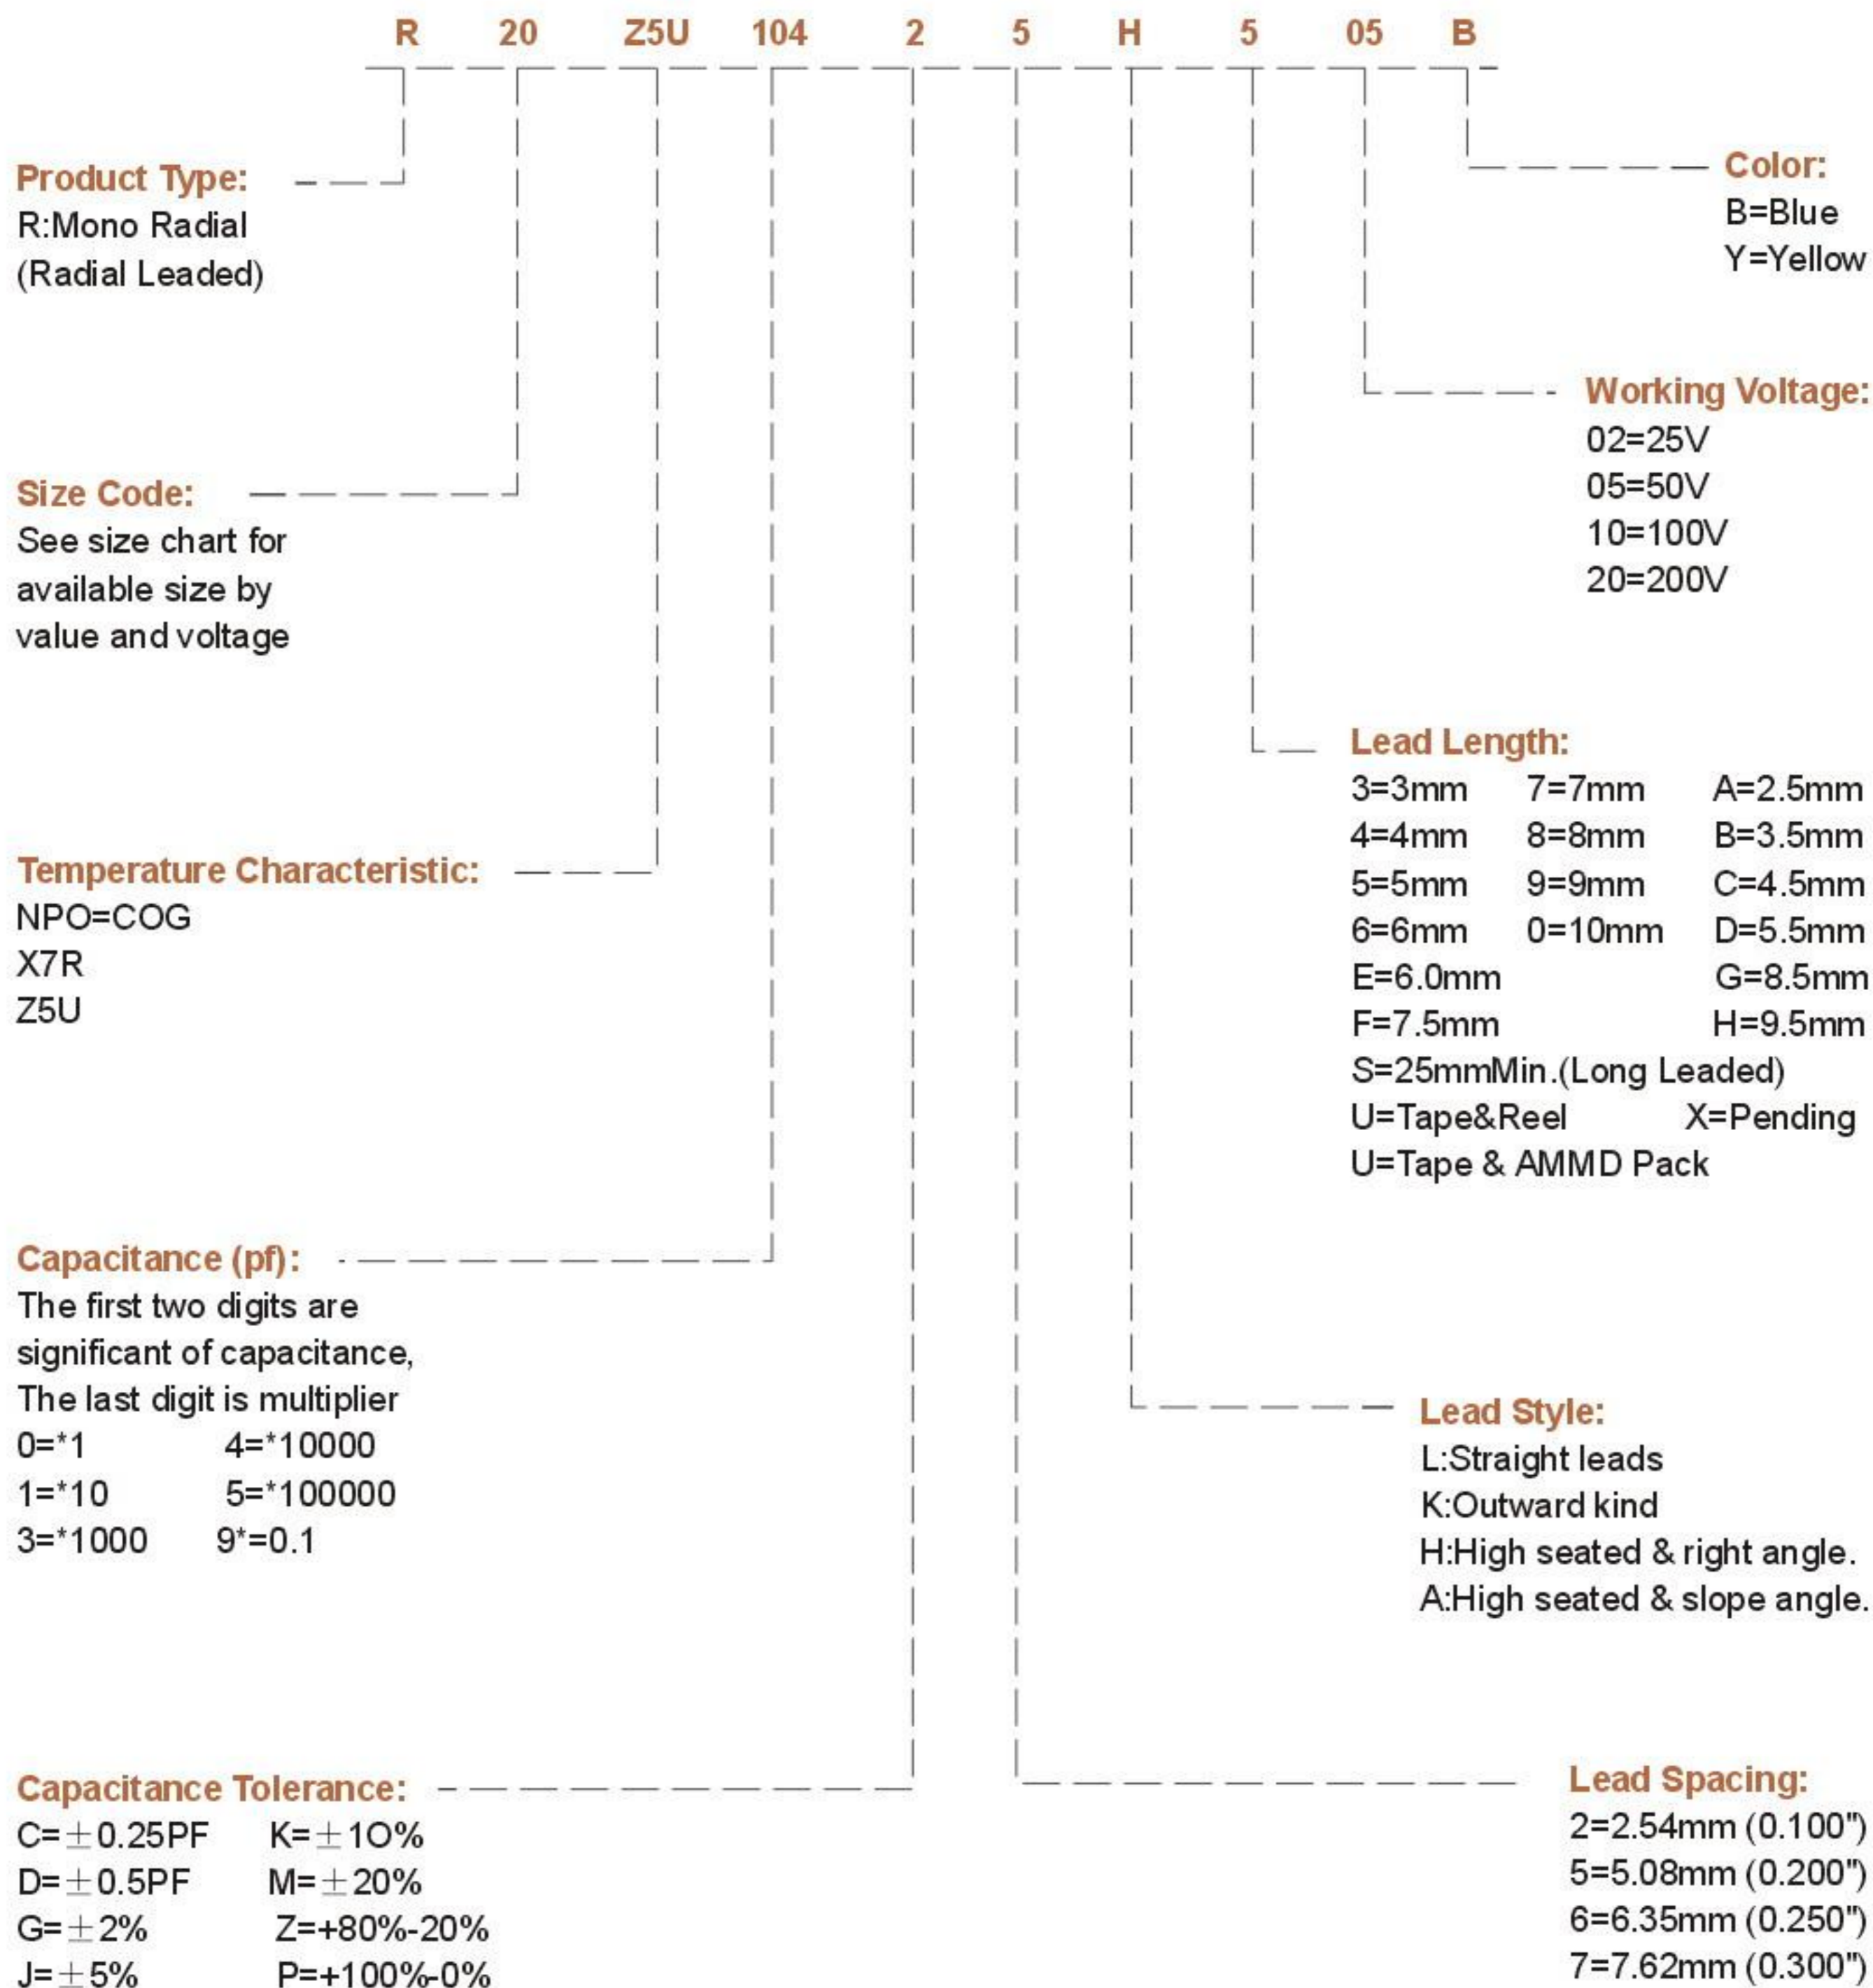 R 20 Z5U 104 2 5 H 5 05 B
Product Type:
R:Mono Radial
(Radial Leaded)
Size Code:
See size chart for
available size by
value and voltage
Temperature Characteristic:
NPO=COG
X7R
Z5U
Capacitance (pf):
The first two digits are
significant of capacitance,
The last digit is multiplier
0=*1 4=*10000
1=*10 5=*100000
3=*1000 9*=0.1
Capacitance Tolerance:
C=±0.25PF K=±1O%
D=±0.5PF M=±20%
G=±2% Z=+80%-20%
J=±5% P=+100%-0%
Color:
B=Blue
Y=Yellow
Working Voltage:
02=25V
05=50V
10=100V
20=200V
Lead Length:
3=3mm 7=7mm A=2.5mm
4=4mm 8=8mm B=3.5mm
5=5mm 9=9mm C=4.5mm
6=6mm 0=10mm D=5.5mm
E=6.0mm G=8.5mm
F=7.5mm H=9.5mm
S=25mmMin.(Long Leaded)
U=Tape&Reel X=Pending
U=Tape & AMMD Pack
Lead Style:
L:Straight leads
K:Outward kind
H:High seated & right angle.
A:High seated & slope angle.
Lead Spacing:
2=2.54mm (0.100")
5=5.08mm (0.200")
6=6.35mm (0.250")
7=7.62mm (0.300")